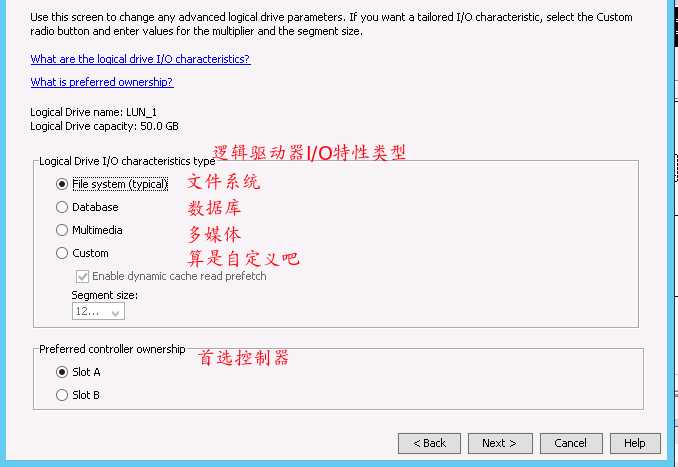 Use this screen to change any advanced logical drive parameters. If you want a tailored I/O characteristic, select the Custom
radio button and enter values for the multiplier and the segment size.
What are the logical drive I/O characteristics?
What is preferred ownership?
Logical Drive name: LUN_1
Logical Drive capacity: 50.0 GB
Logical Drive I/O characteristics type 逻辑驱动器I/O特性类型
File system (typical) 文件系统
Database 数据库
Multimedia 多媒体
Custom 算是自定义吧
Enable dynamic cache read prefetch
Segment size:
12...
Preferred controller ownership 首选控制器
Slot A
Slot B
< Back Next > Cancel Help